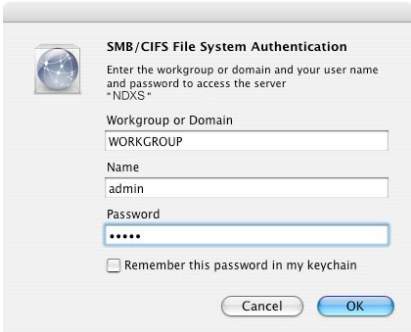 SMB/CIFS File System Authentication
Enter the workgroup or domain and your user name
and password to access the server
"NDXS"
Workgroup or Domain
WORKGROUP
Name
admin
Password
•••••
Remember this password in my keychain
Cancel OK